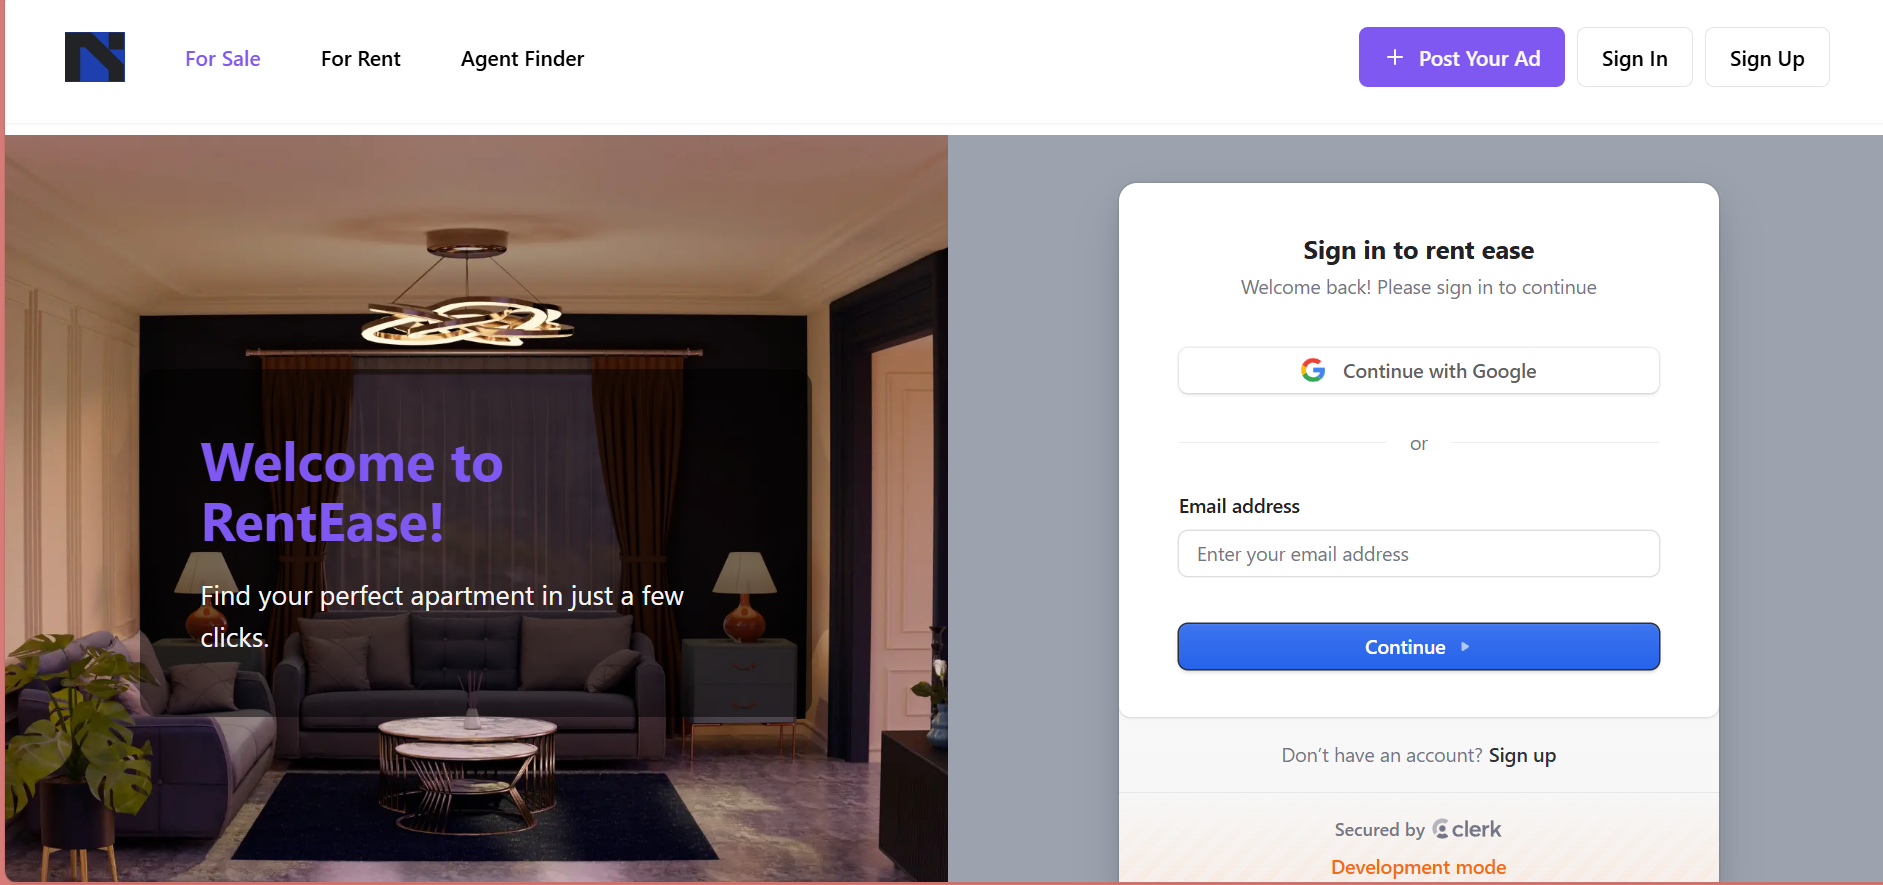 For Sale
For Rent
Agent Finder
Post Your Ad
Sign In
Sign Up
Welcome to
RentEase!
Find your perfect apartment in just a few
clicks.
Sign in to rent ease
Welcome back! Please sign in to continue
Continue with Google
or
Email address
Enter your email address
Continue
Don’t have an account? Sign up
Secured by clerk
Development mode